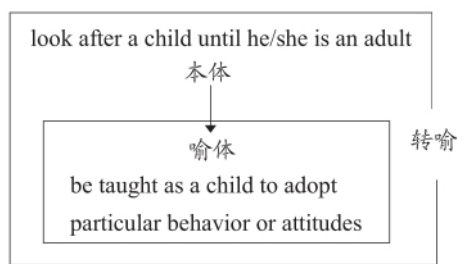 look after a child until he/she is an adult
本体
喻体
转喻
be taught as a child to adopt
particular behavior or attitudes